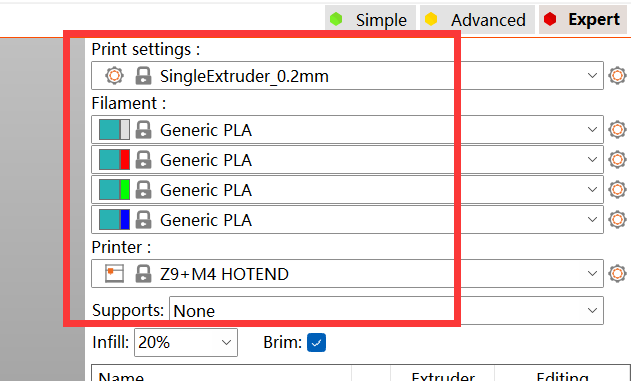 Simple Advanced Expert
Print settings :
SingleExtruder_0.2mm
Filament :
Generic PLA
Generic PLA
Generic PLA
Generic PLA
Printer :
Z9+M4 HOTEND
Supports: None
Infill: 20% Brim:
Name Extruder Editing